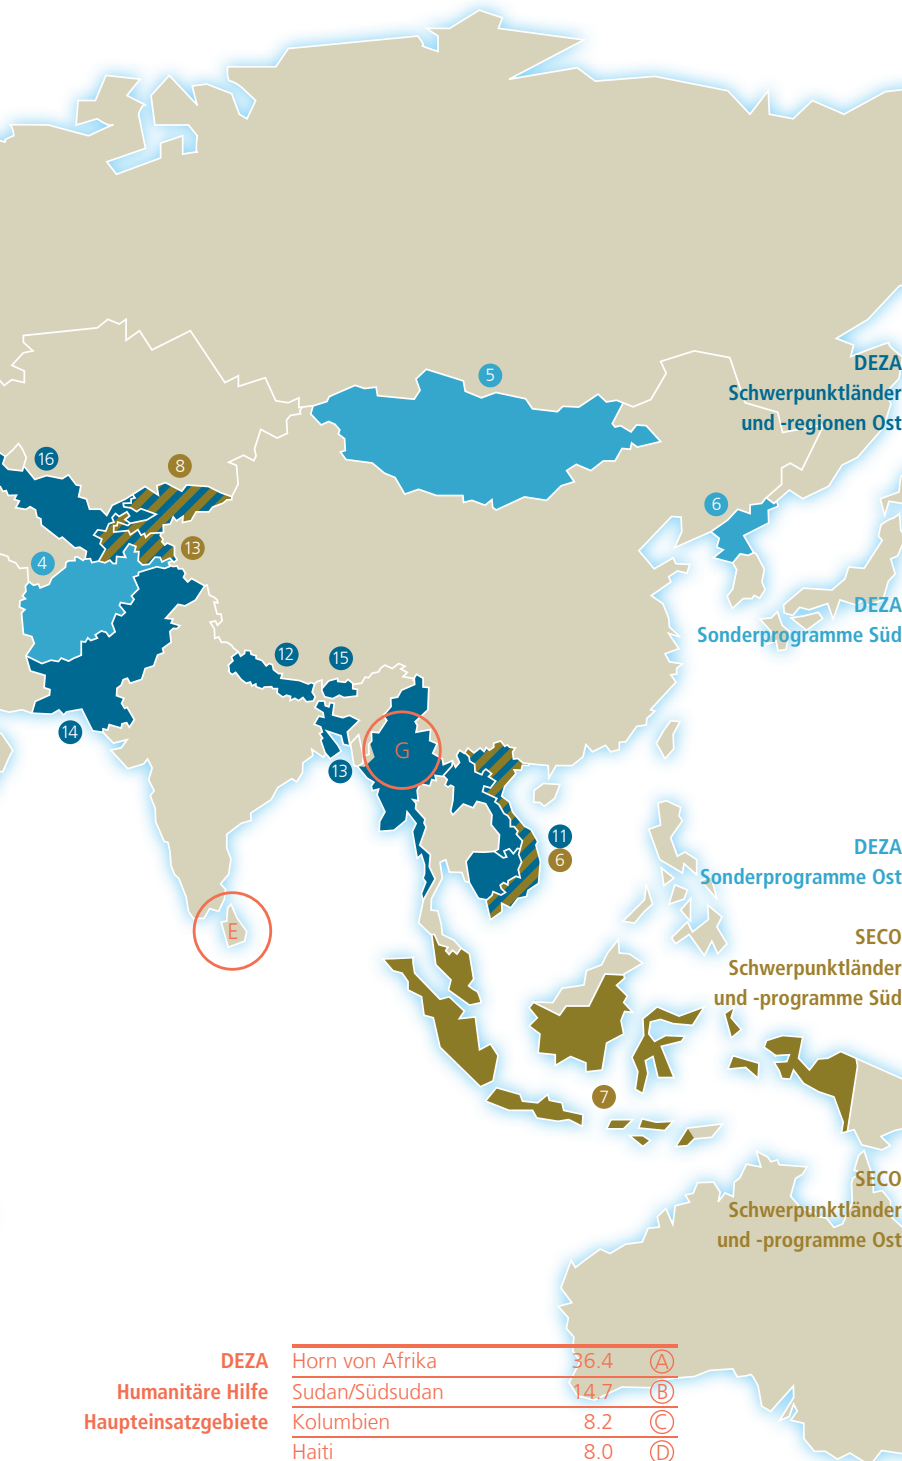 5
DEZA
Schwerpunktländer
und -regionen Ost
16
8
6
13
4
DEZA
Sonderprogramme Süd
12
15
14
G
13
11
6
DEZA
Sonderprogramme Ost
E
SECO
Schwerpunktländer
und -programme Süd
7
SECO
Schwerpunktländer
und -programme Ost
DEZA Horn von Afrika 36.4 A
Humanitäre Hilfe Sudan/Südsudan 14.7 B
Haupteinsatzgebiete Kolumbien 8.2 C
Haiti 8.0 D